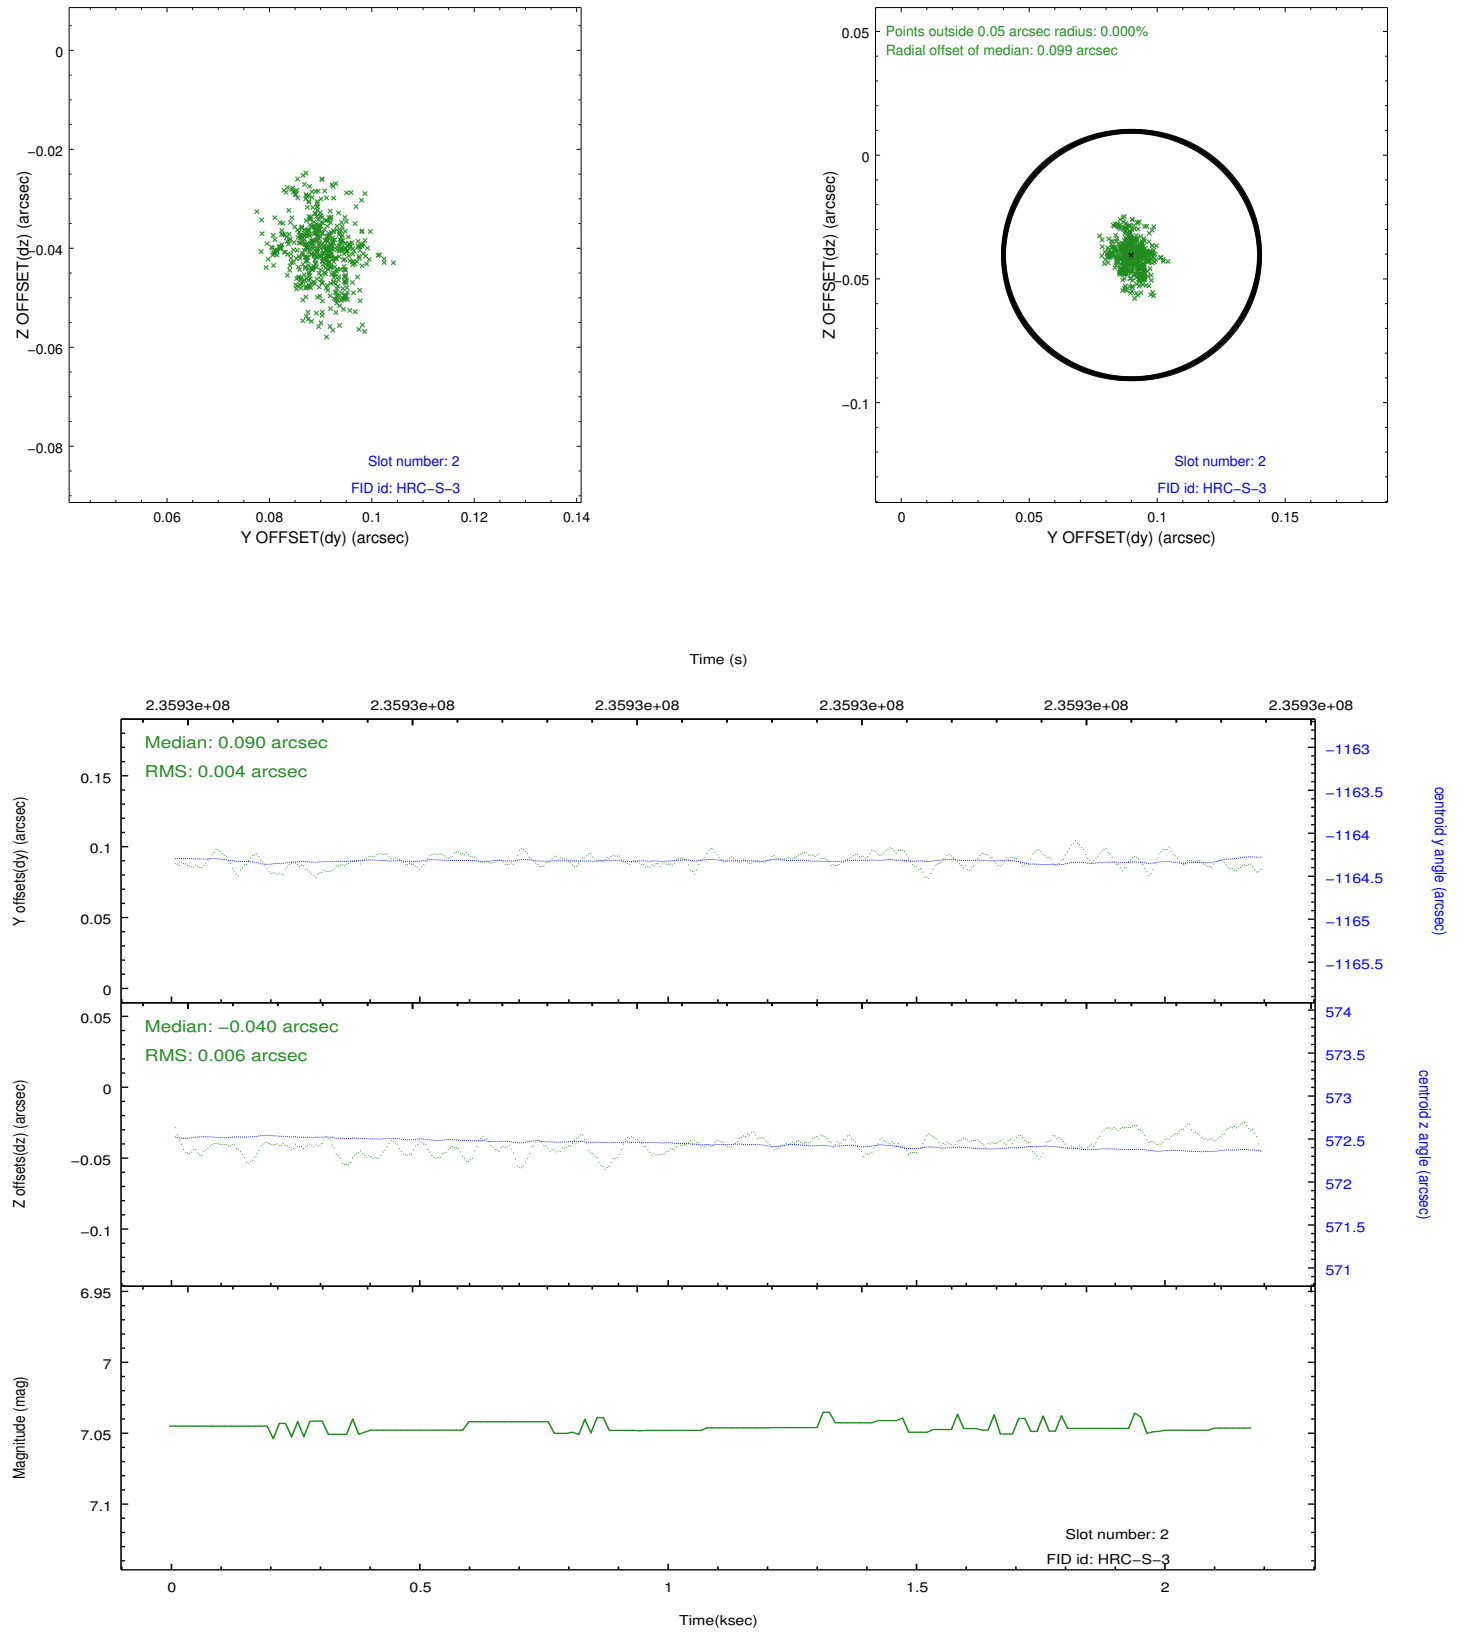 0
−0.02
−0.04
−0.06
−0.08
Z OFFSET(dz) (arcsec)
Slot number: 2
FID id: HRC−S−3
0.06 0.08 0.1 0.12 0.14
Y OFFSET(dy) (arcsec)
Points outside 0.05 arcsec radius: 0.000%
Radial offset of median: 0.099 arcsec
0.05
0
−0.05
−0.1
Z OFFSET(dz) (arcsec)
Slot number: 2
FID id: HRC−S−3
0 0.05 0.1 0.15
Y OFFSET(dy) (arcsec)
Time (s)
2.3593e+08 2.3593e+08 2.3593e+08 2.3593e+08 2.3593e+08 2.3593e+08
Median: 0.090 arcsec
RMS: 0.004 arcsec
0.15
0.1
0.05
0
Y offsets(dy) (arcsec)
−1163
−1163.5
−1164
−1164.5
−1165
−1165.5
centroid y angle (arcsec)
Median: −0.040 arcsec
RMS: 0.006 arcsec
0.05
0
−0.05
−0.1
Z offsets(dz) (arcsec)
574
573.5
573
572.5
572
571.5
571
centroid z angle (arcsec)
6.95
7
7.05
7.1
Magnitude (mag)
Slot number: 2
FID id: HRC−S−3
0 0.5 1 1.5 2
Time(ksec)